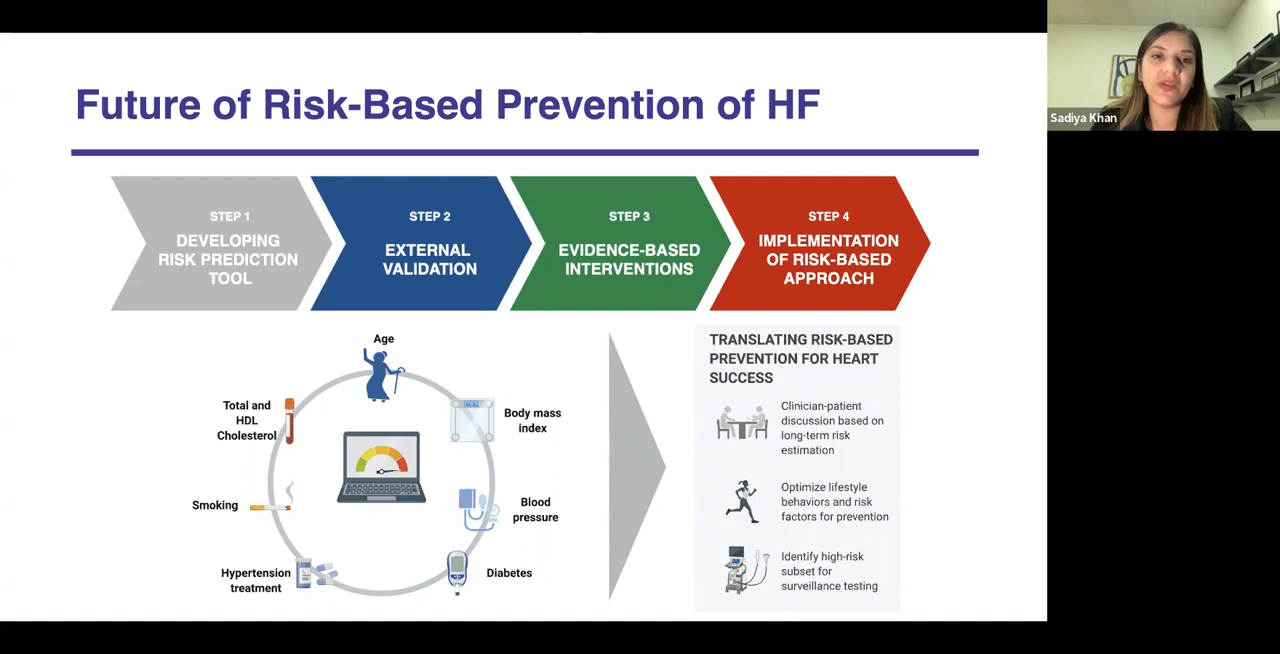 Future of Risk-Based Prevention of HF
Sadiya Khan
STEP 1
DEVELOPING
RISK PREDICTION
TOOL
STEP 2
EXTERNAL
VALIDATION
STEP 3
EVIDENCE-BASED
INTERVENTIONS
STEP 4
IMPLEMENTATION
OF RISK-BASED
APPROACH
Age
Total and
HDL
Cholesterol
Body mass
index
Smoking
Blood
pressure
Hypertension
treatment
Diabetes
TRANSLATING RISK-BASED
PREVENTION FOR HEART
SUCCESS
Clinician-patient
discussion based on
long-term risk
estimation
Optimize lifestyle
behaviors and risk
factors for prevention
Identify high-risk
subset for
surveillance testing